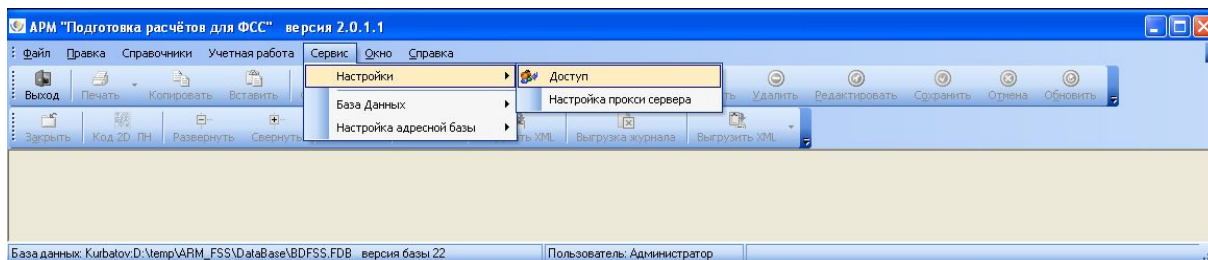 АРМ "Подготовка расчётов для ФСС" версия 2.0.1.1
Файл Правка Справочники Учетная работа Сервис Окно Справка
Настройки Доступ
Выход Печать Копировать Вставить Удалить Редактировать Сохранить Отмена Обновить
База Данных Настройка прокси сервера
Настройка адресной базы
Закрыть Код 2D ПН Развернуть Свернуть XML Выгрузка журнала Выгрузить XML
База данных: Kurbatov:D:\temp\ARM_FSS\DataBase\BDFSS.FDB версия базы 22 Пользователь: Администратор